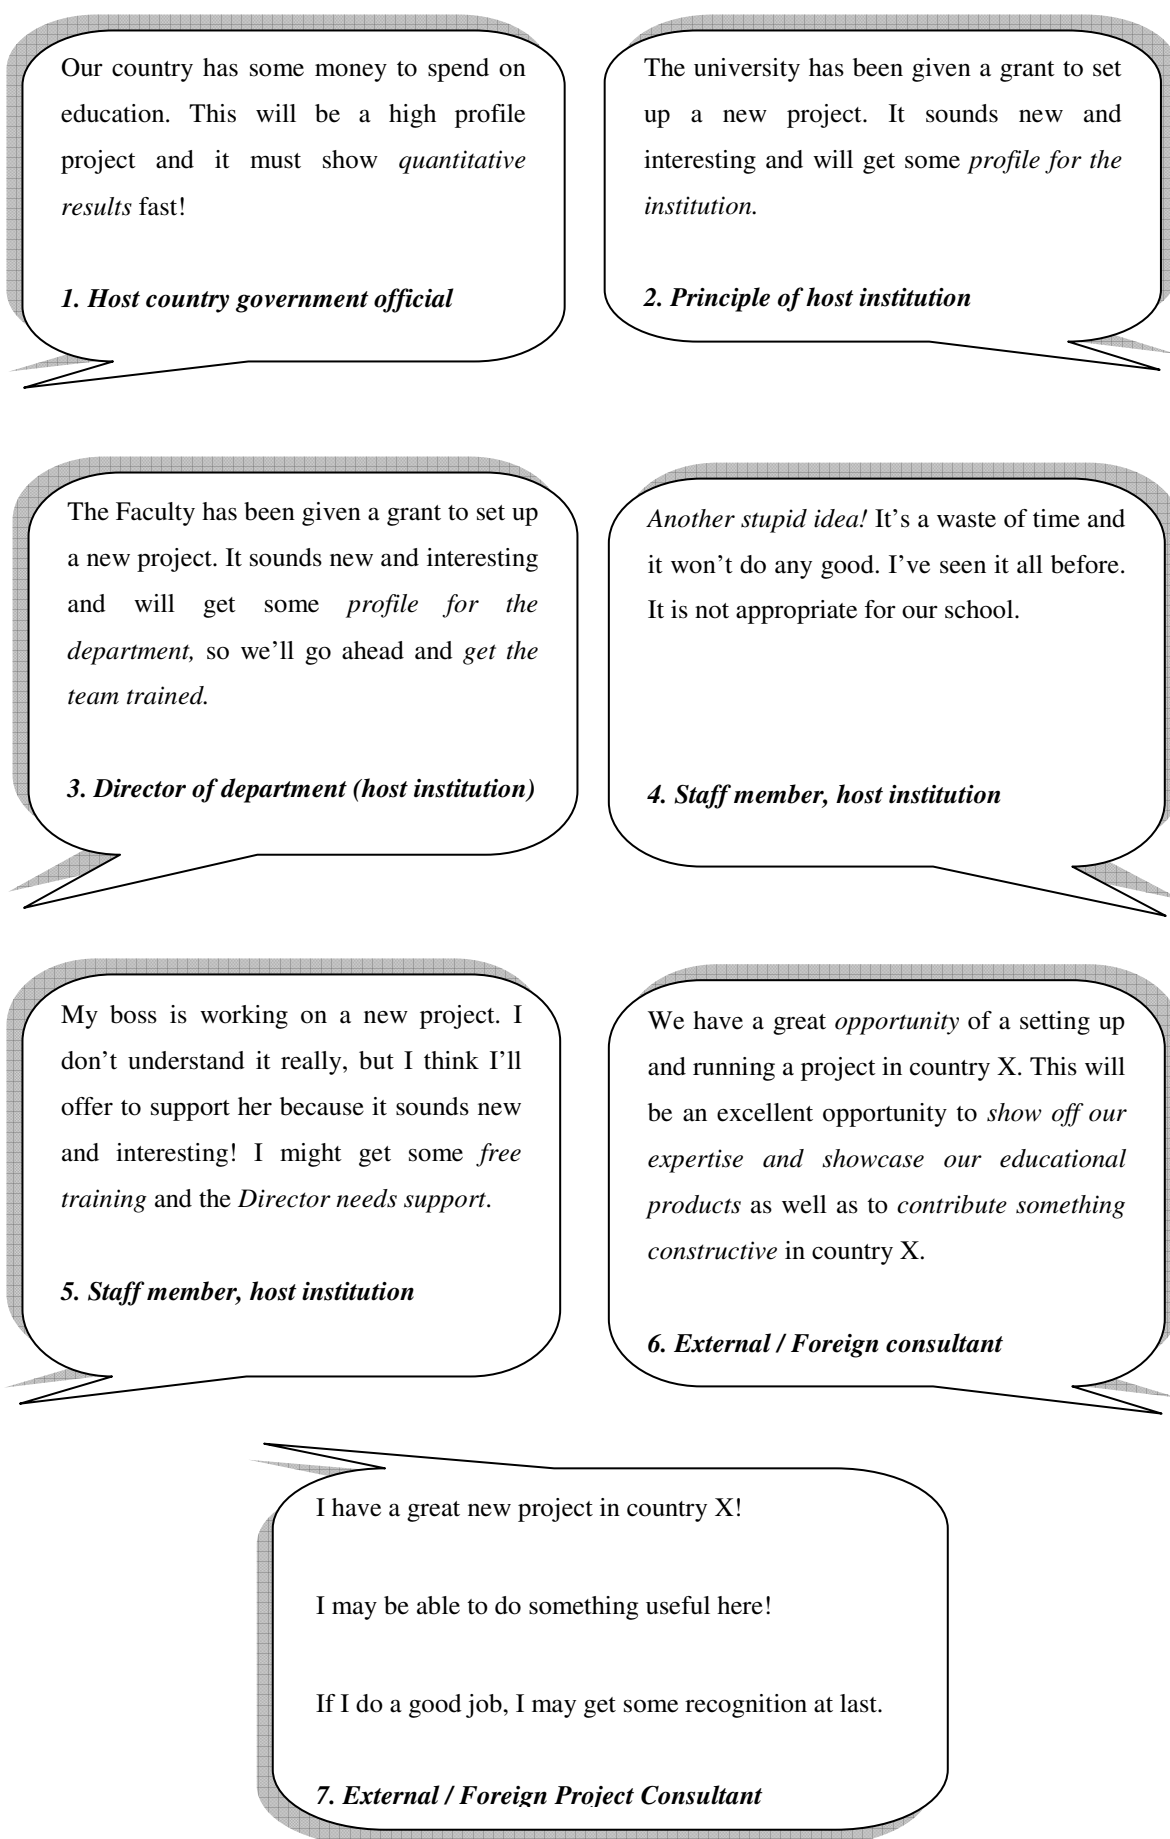 Our country has some money to spend on
education. This will be a high profile
project and it must show quantitative
results fast!
1. Host country government official
The university has been given a grant to set
up a new project. It sounds new and
interesting and will get some profile for the
institution.
2. Principle of host institution
The Faculty has been given a grant to set up
a new project. It sounds new and interesting
and will get some profile for the
department, so we’ll go ahead and get the
team trained.
3. Director of department (host institution)
Another stupid idea! It’s a waste of time and
it won’t do any good. I’ve seen it all before.
It is not appropriate for our school.
4. Staff member, host institution
My boss is working on a new project. I
don’t understand it really, but I think I’ll
offer to support her because it sounds new
and interesting! I might get some free
training and the Director needs support.
5. Staff member, host institution
We have a great opportunity of a setting up
and running a project in country X. This will
be an excellent opportunity to show off our
expertise and showcase our educational
products as well as to contribute something
constructive in country X.
6. External / Foreign consultant
I have a great new project in country X!
I may be able to do something useful here!
If I do a good job, I may get some recognition at last.
7. External / Foreign Project Consultant